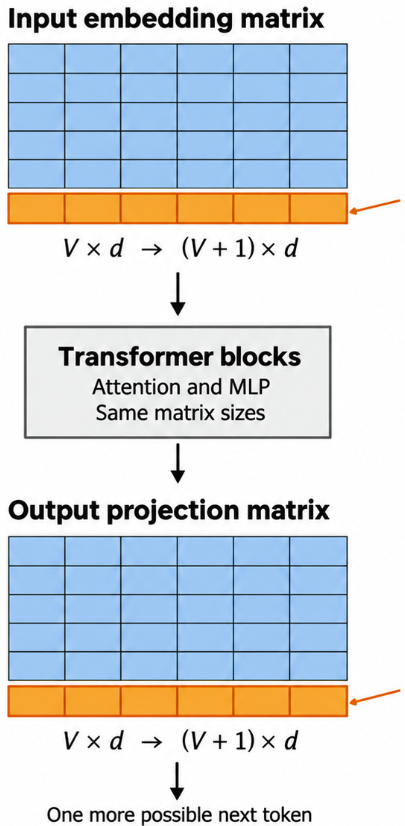 Input embedding matrix
V × d → (V + 1) × d
Transformer blocks
Attention and MLP
Same matrix sizes
Output projection matrix
V × d → (V + 1) × d
One more possible next token